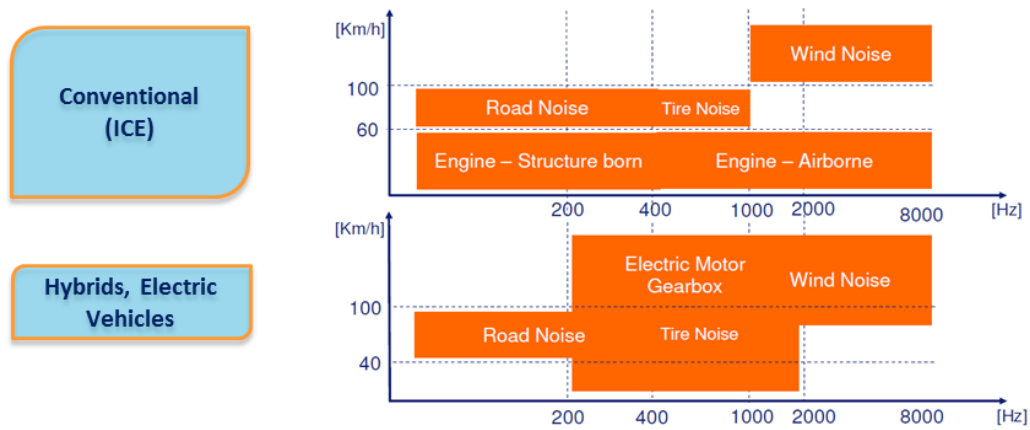 Conventional
(ICE)
[Km/h]
Wind Noise
100
Road Noise
Tire Noise
60
Engine – Structure born
Engine – Airborne
200
400
1000
2000
8000
[Hz]
Hybrids, Electric
Vehicles
[Km/h]
Electric Motor
Gearbox
Wind Noise
100
Road Noise
Tire Noise
40
200
400
1000
2000
8000
[Hz]